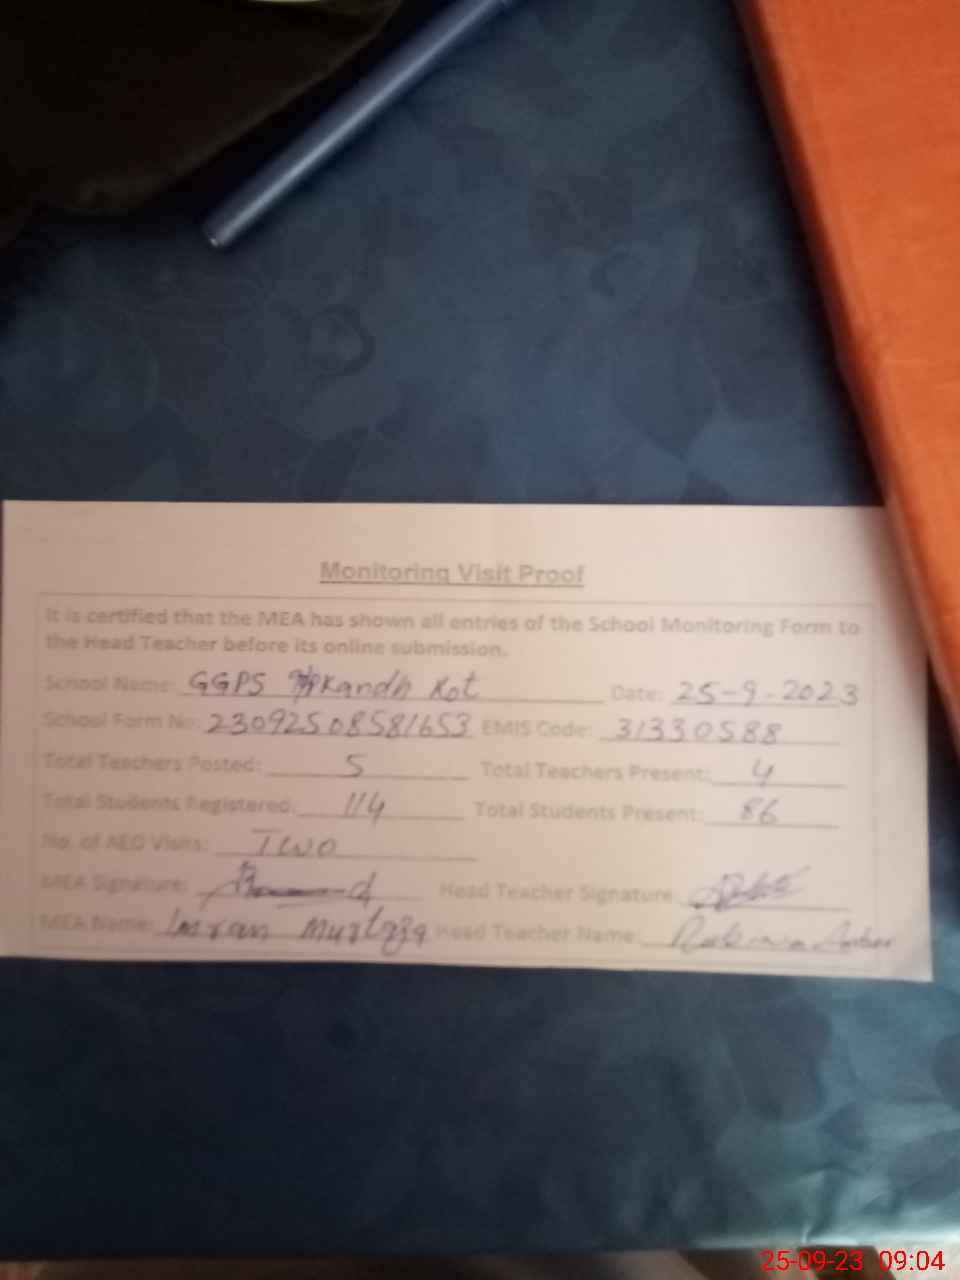 Monitoring Visit Proof
It is certified that the MEA has shown all entries of the School Monitoring Form to
the Head Teacher before its online submission.
School Name: GGPS Kandh Kot Date: 25-9-2023
School Form No: 23092508581653 EMIS Code: 31330588
Total Teachers Posted: 5 Total Teachers Present: 4
Total Students Registered: 114 Total Students Present: 86
No. of AEO Visits: Two
MEA Signature: Head Teacher Signature:
MEA Name: Imran Murtaza Head Teacher Name: Rubina
25-09-23 09:04